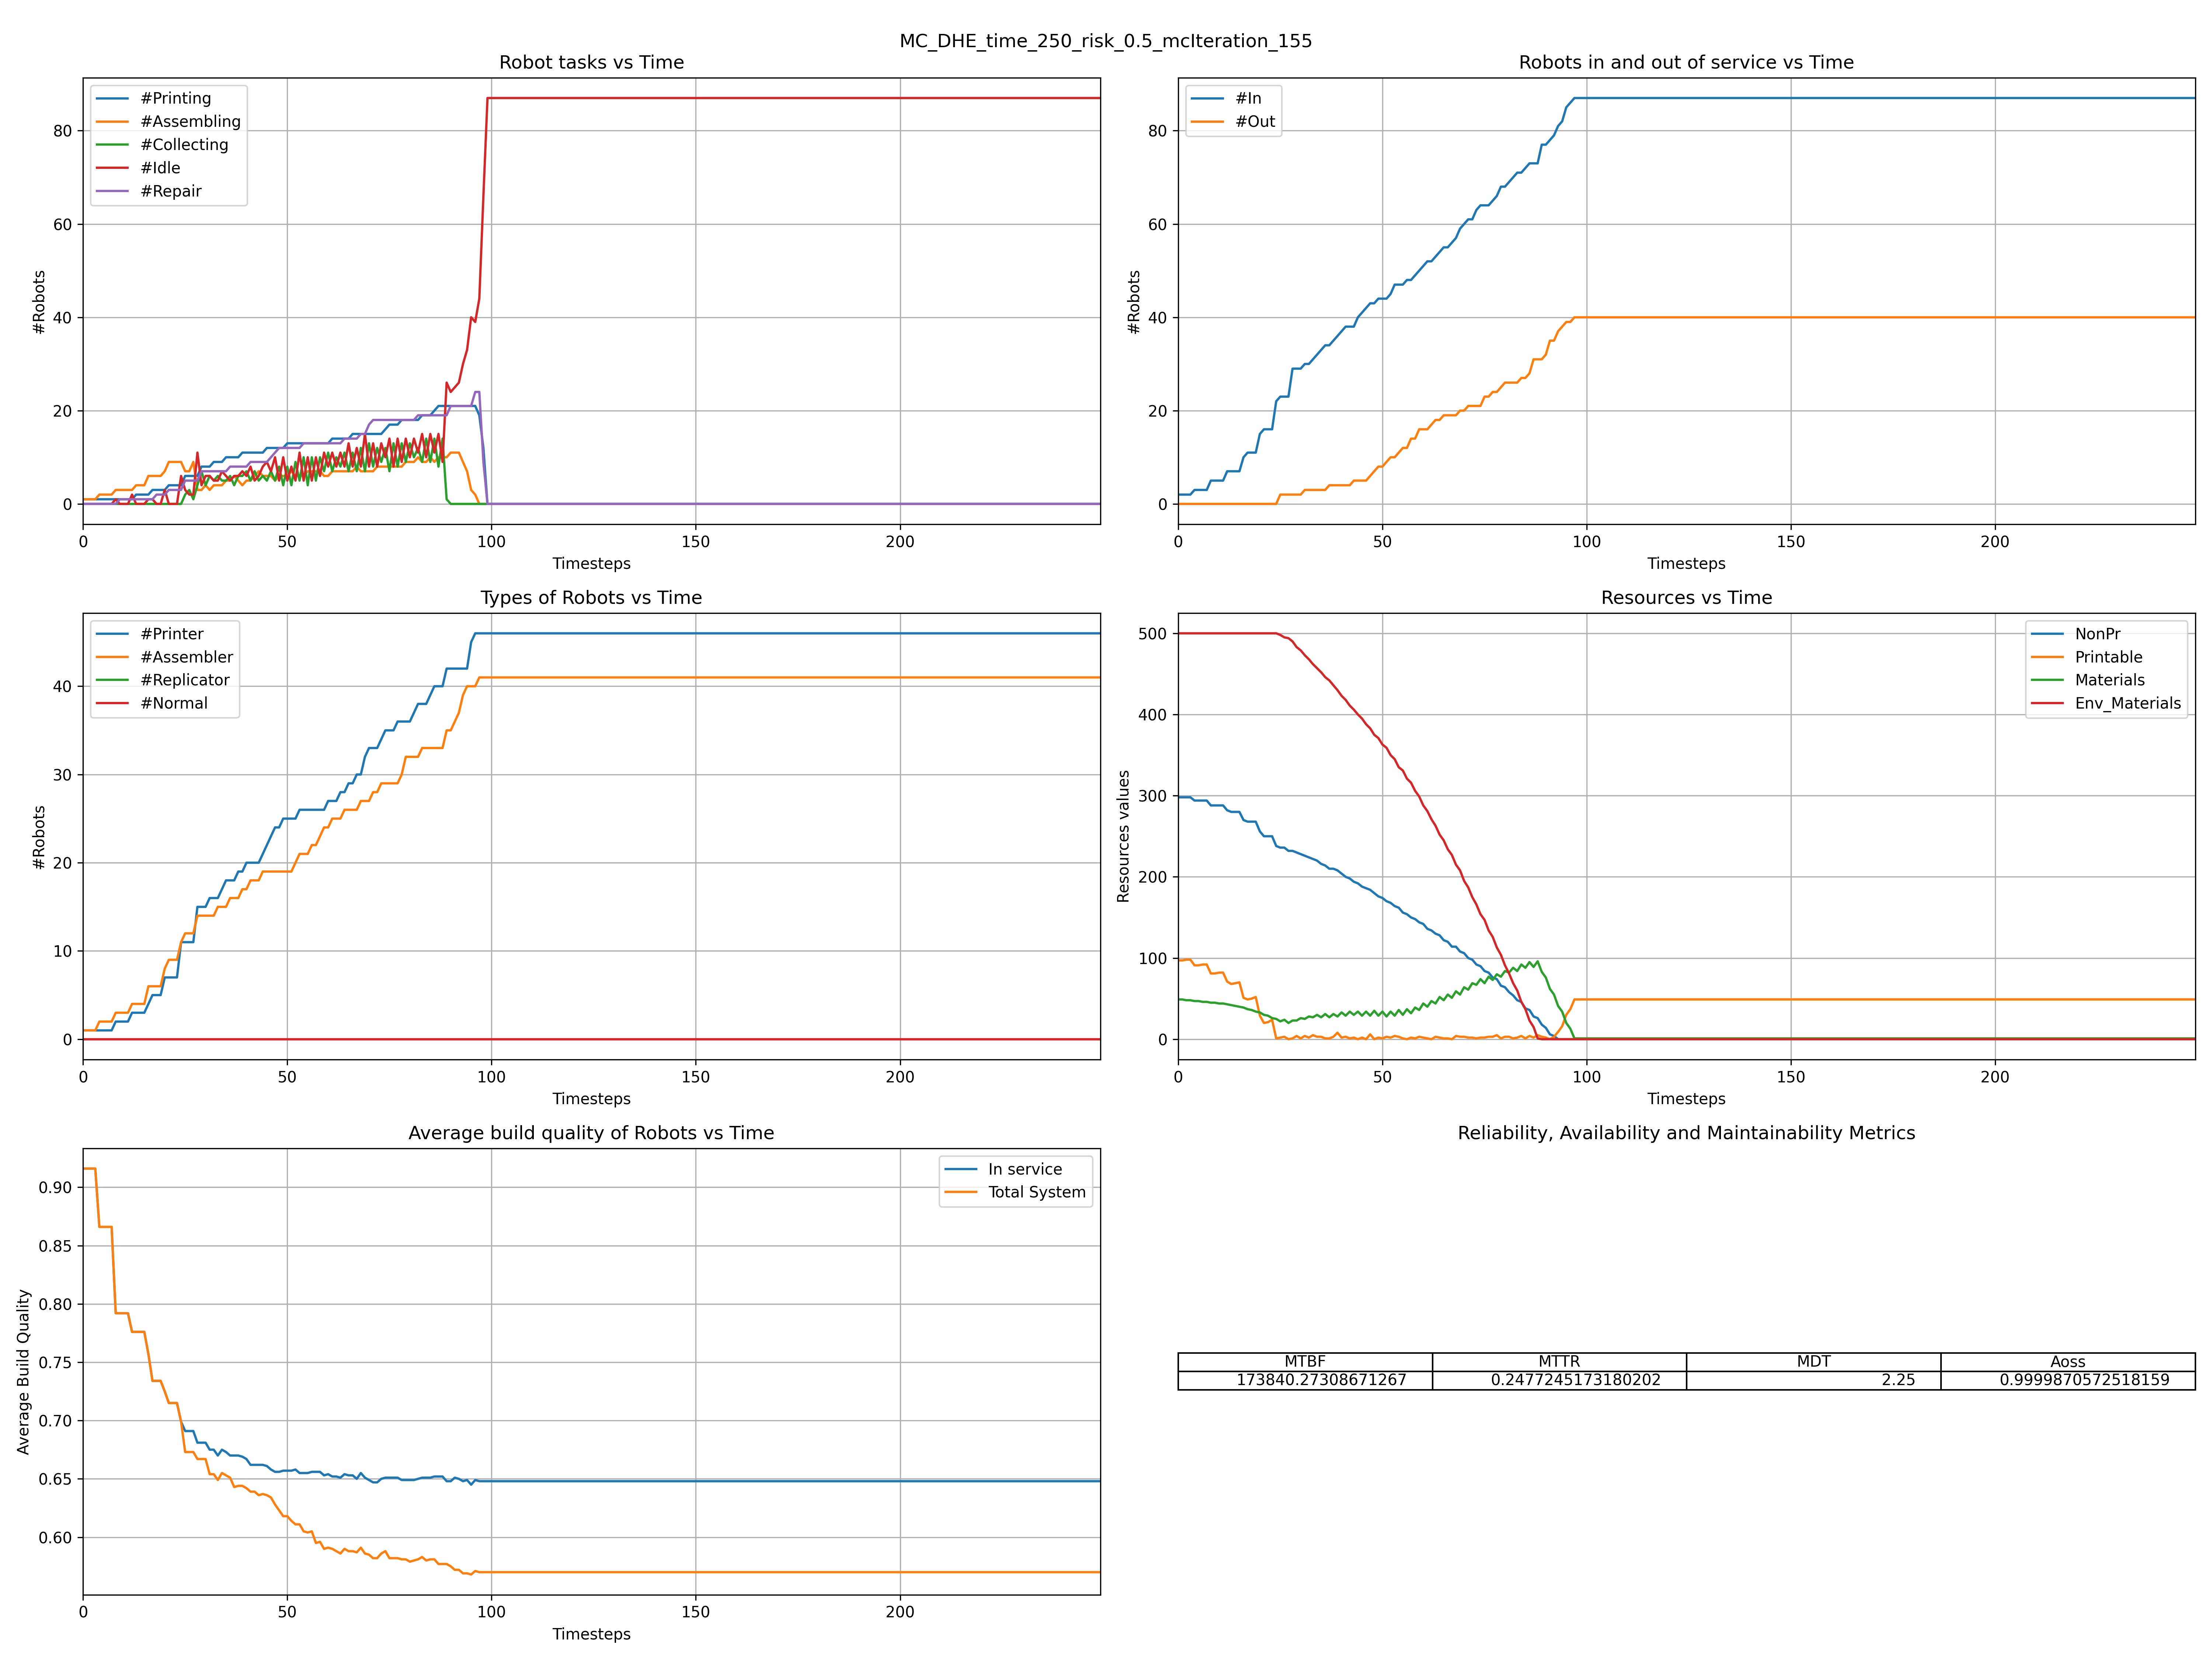 MC_DHE_time_250_risk_0.5_mcIteration_155
Robot tasks vs Time
#Printing
#Assembling
#Collecting
#Idle
#Repair
#Robots
80
60
40
20
0
0 50 100 150 200
Timesteps
Robots in and out of service vs Time
#In
#Out
#Robots
80
60
40
20
0
0 50 100 150 200
Timesteps
Types of Robots vs Time
#Printer
#Assembler
#Replicator
#Normal
#Robots
40
30
20
10
0
0 50 100 150 200
Timesteps
Resources vs Time
NonPr
Printable
Materials
Env_Materials
Resources values
500
400
300
200
100
0
0 50 100 150 200
Timesteps
Average build quality of Robots vs Time
In service
Total System
Average Build Quality
0.90
0.85
0.80
0.75
0.70
0.65
0.60
0 50 100 150 200
Timesteps
Reliability, Availability and Maintainability Metrics
MTBF MTTR MDT Aoss
173840.27308671267 0.2477245173180202 2.25 0.9999870572518159